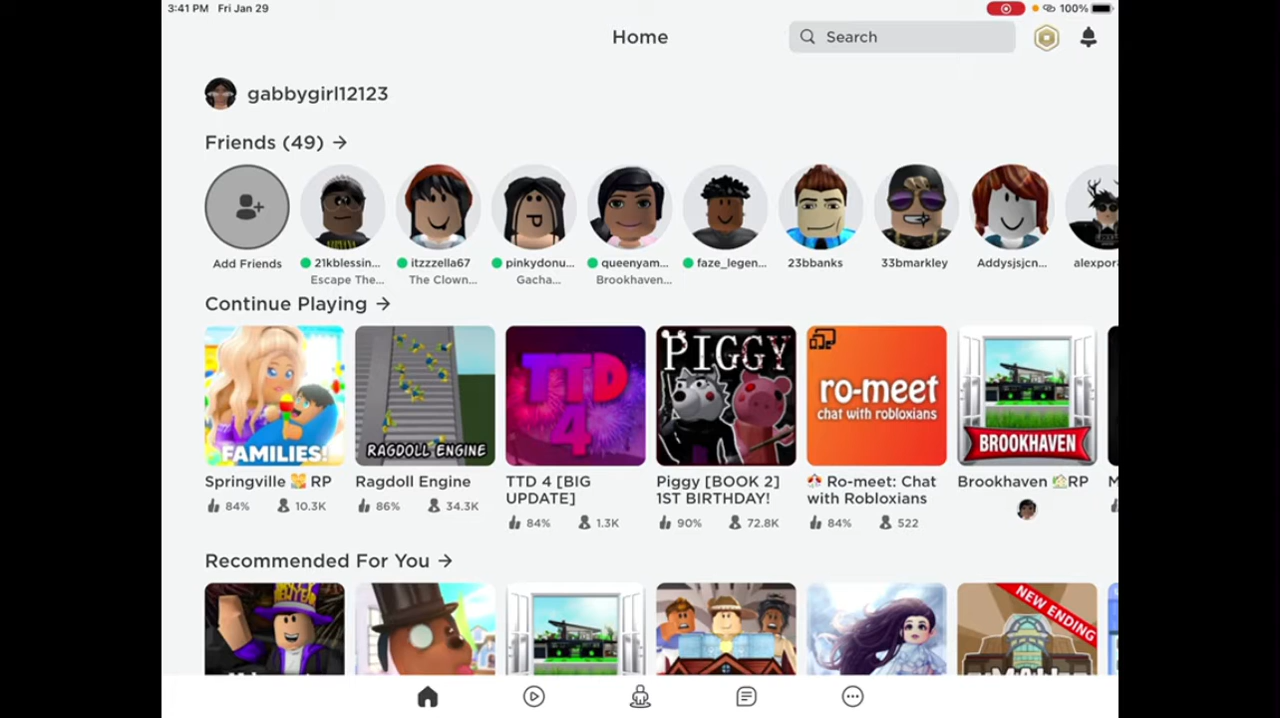 3:41 PM Fri Jan 29 100%
Home
Search
gabbygirl12123
Friends (49) →
Add Friends
21kblessin...
Escape The...
itzzzella67
The Clown...
pinkydonu...
Gacha...
queenyam...
Brookhaven...
faze_legen...
23bbanks
33bmarkley
Addysjsjcn...
alexpora
Continue Playing →
FAMILIES!
RAGDOLL ENGINE
TTD
4
PIGGY
ro-meet
chat with robloxians
BROOKHAVEN
Springville 🏡 RP
84% 10.3K
Ragdoll Engine
86% 34.3K
TTD 4 [BIG
UPDATE]
84% 1.3K
Piggy [BOOK 2]
1ST BIRTHDAY!
90% 72.8K
Ro-meet: Chat
with Robloxians
84% 522
Brookhaven 🏡RP
Recommended For You →
NEW ENDING